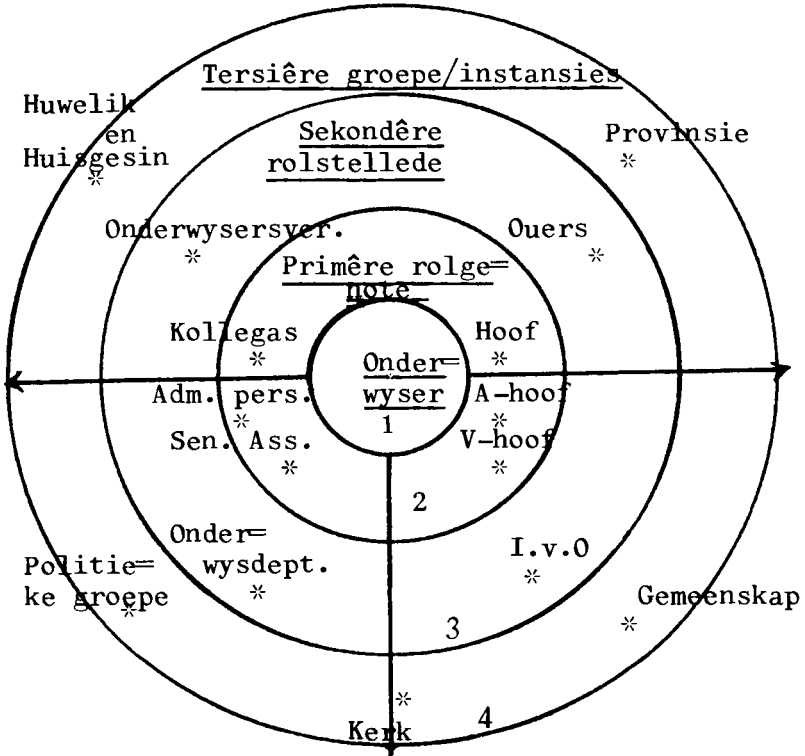 Tersiêre groepe/instansies
Huwelik
en
Huisgesin
Sekondêre
rolstellede
Provinsie
Onderwysersver.
Ouers
Primêre rolge=
note
Kollegas
Hoof
Onder=
wyser
1
Adm. pers.
A-hoof
Sen. Ass.
V-hoof
2
Onder=
wysdept.
I.v.O
Politie=
ke groepe
Gemeenskap
3
Kerk
4